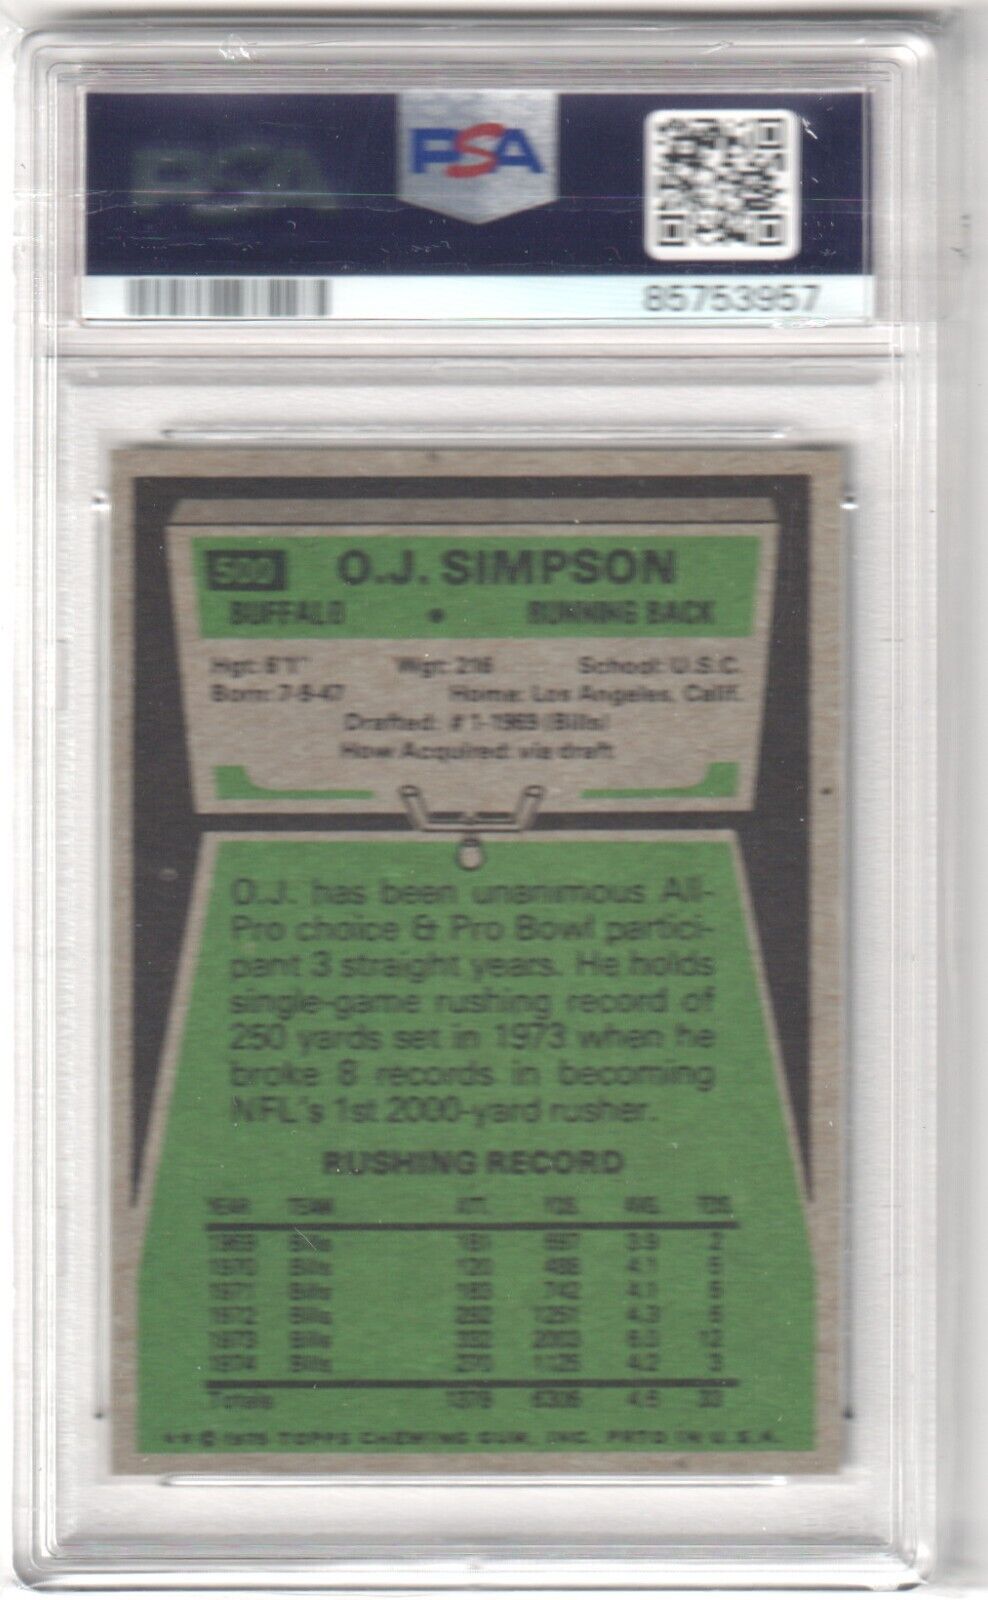 PSA
85753957
500 O.J. SIMPSON
BUFFALO • RUNNING BACK
Hgt: 6'1" Wgt: 216 School: U.S.C.
Born: 7-9-47 Home: Los Angeles, Calif.
Drafted: #1-1969 (Bills)
How Acquired: via draft
O.J. has been unanimous All-
Pro choice & Pro Bowl partici-
pant 3 straight years. He holds
single-game rushing record of
250 yards set in 1973 when he
broke 8 records in becoming
NFL's 1st 2000-yard rusher.
RUSHING RECORD
YEAR TEAM ATT. YDS. AVG. TDS.
1969 Bills 181 697 3.9 2
1970 Bills 120 488 4.1 5
1971 Bills 183 742 4.1 5
1972 Bills 1251 4.3 6
1973 Bills 2003 6.0 12
1974 Bills 270 1125 4.2 3
Totals 6306 4.6 33
** © 1975 TOPPS CHEWING GUM, INC. PRTD IN U.S.A.